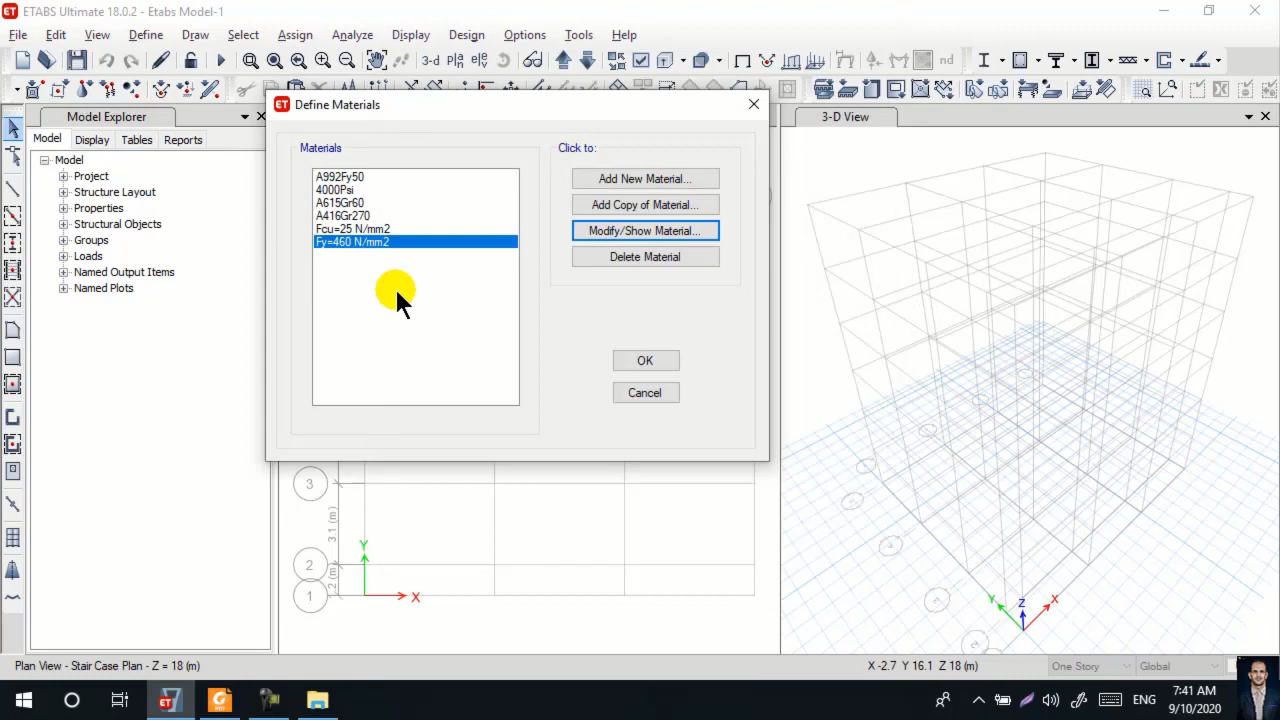 ETABS Ultimate 18.0.2 - Etabs Model-1
File Edit View Define Draw Select Assign Analyze Display Design Options Tools Help
3-d nd
Define Materials
Model Explorer
3-D View
Model Display Tables Reports
Materials
Click to:
Model
Project
Structure Layout
Properties
Structural Objects
Groups
Loads
Named Output Items
Named Plots
A992Fy50
4000Psi
A615Gr60
A416Gr270
Fcu=25 N/mm2
Fy=460 N/mm2
Add New Material...
Add Copy of Material...
Modify/Show Material...
Delete Material
OK
Cancel
3
3.1 (m)
2
2 (m)
1
Y
X
Y
Z
X
Plan View - Stair Case Plan - Z = 18 (m)
X -2.7 Y 16.1 Z 18 (m)
One Story
Global
ENG
7:41 AM
9/10/2020